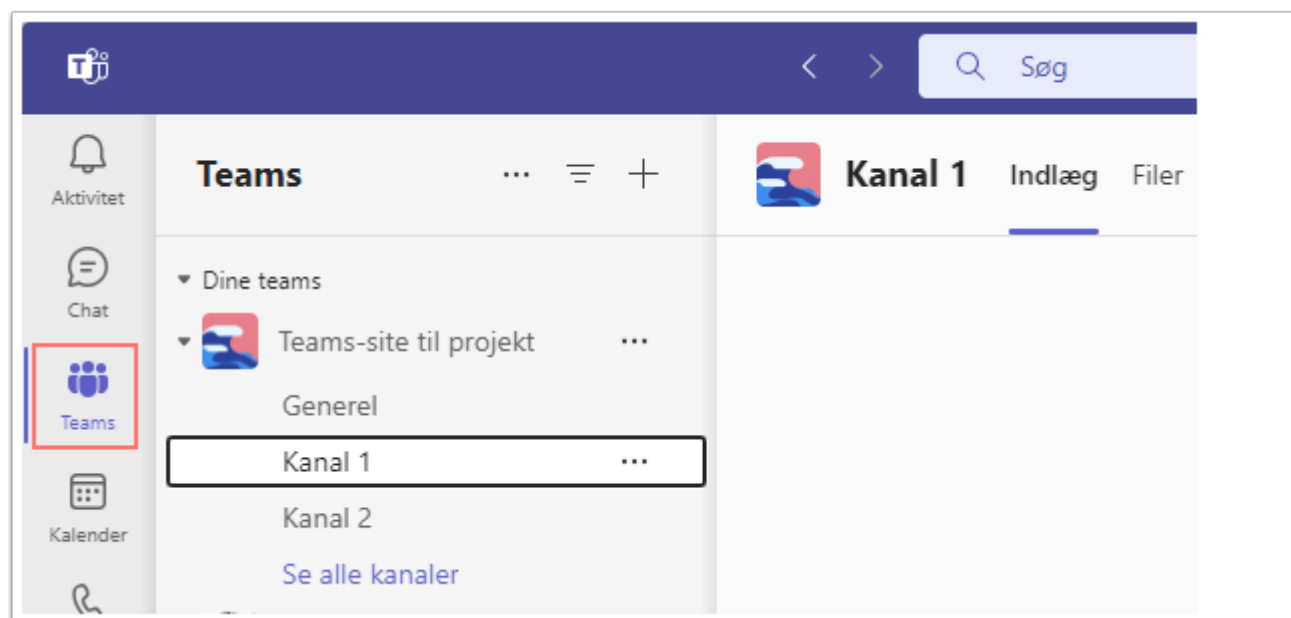 Søg
Aktivitet
Chat
Teams
Kalender
Teams
Dine teams
Teams-site til projekt
Generel
Kanal 1
Kanal 2
Se alle kanaler
Kanal 1 Indlæg Filer